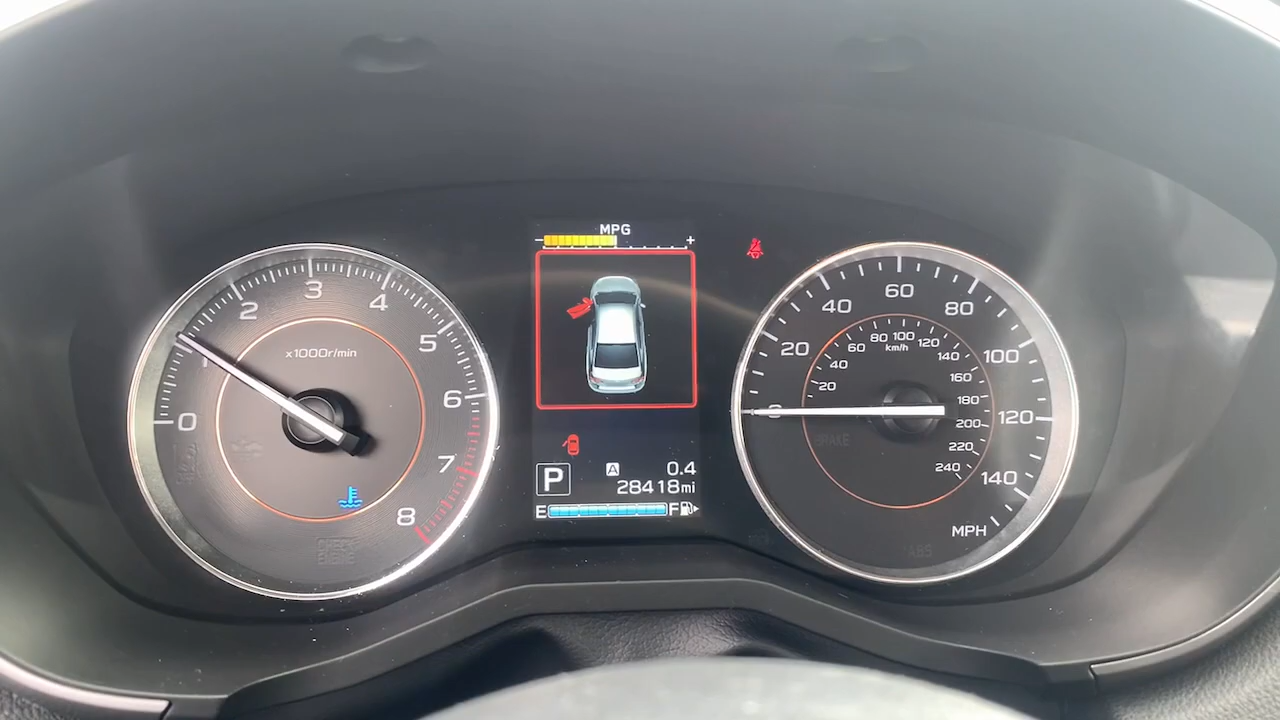 MPG
- +
0 1 2 3 4 5 6 7 8
x1000r/min
P
A
0.4
28418mi
E F
0 20 40 60 80 100 120 140
MPH
20 40 60 80 100 120 140 160 180 200 220 240
km/h
BRAKE
ABS